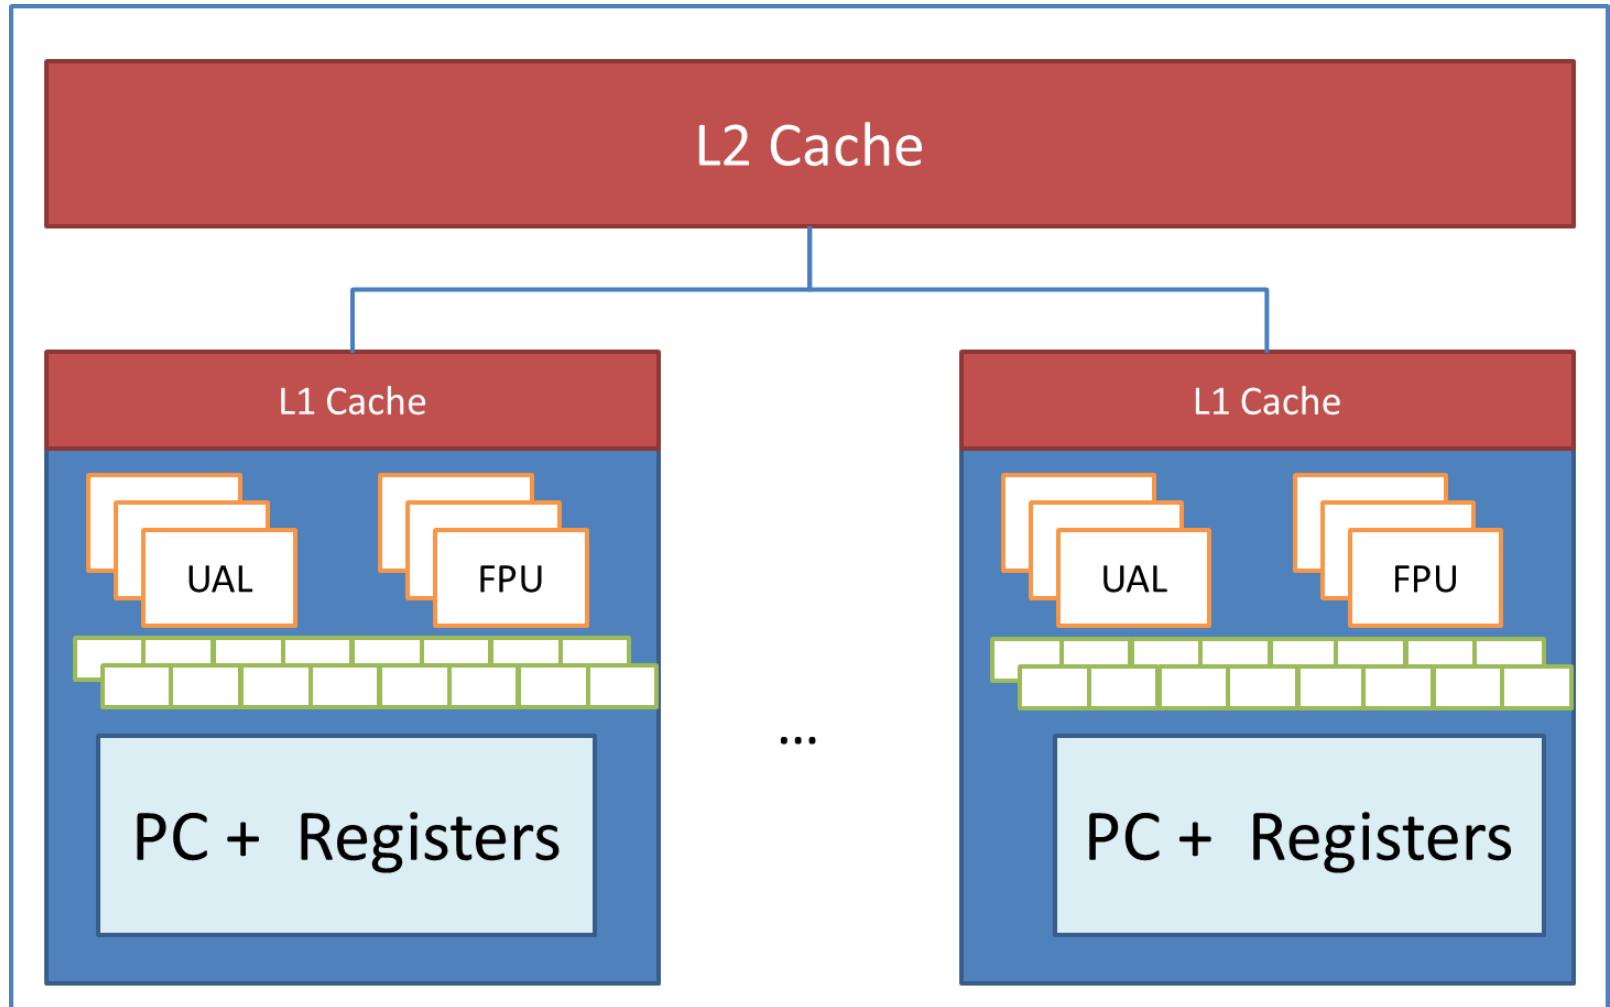 L2 Cache
L1 Cache
L1 Cache
UAL
FPU
UAL
FPU
...
PC + Registers
PC + Registers